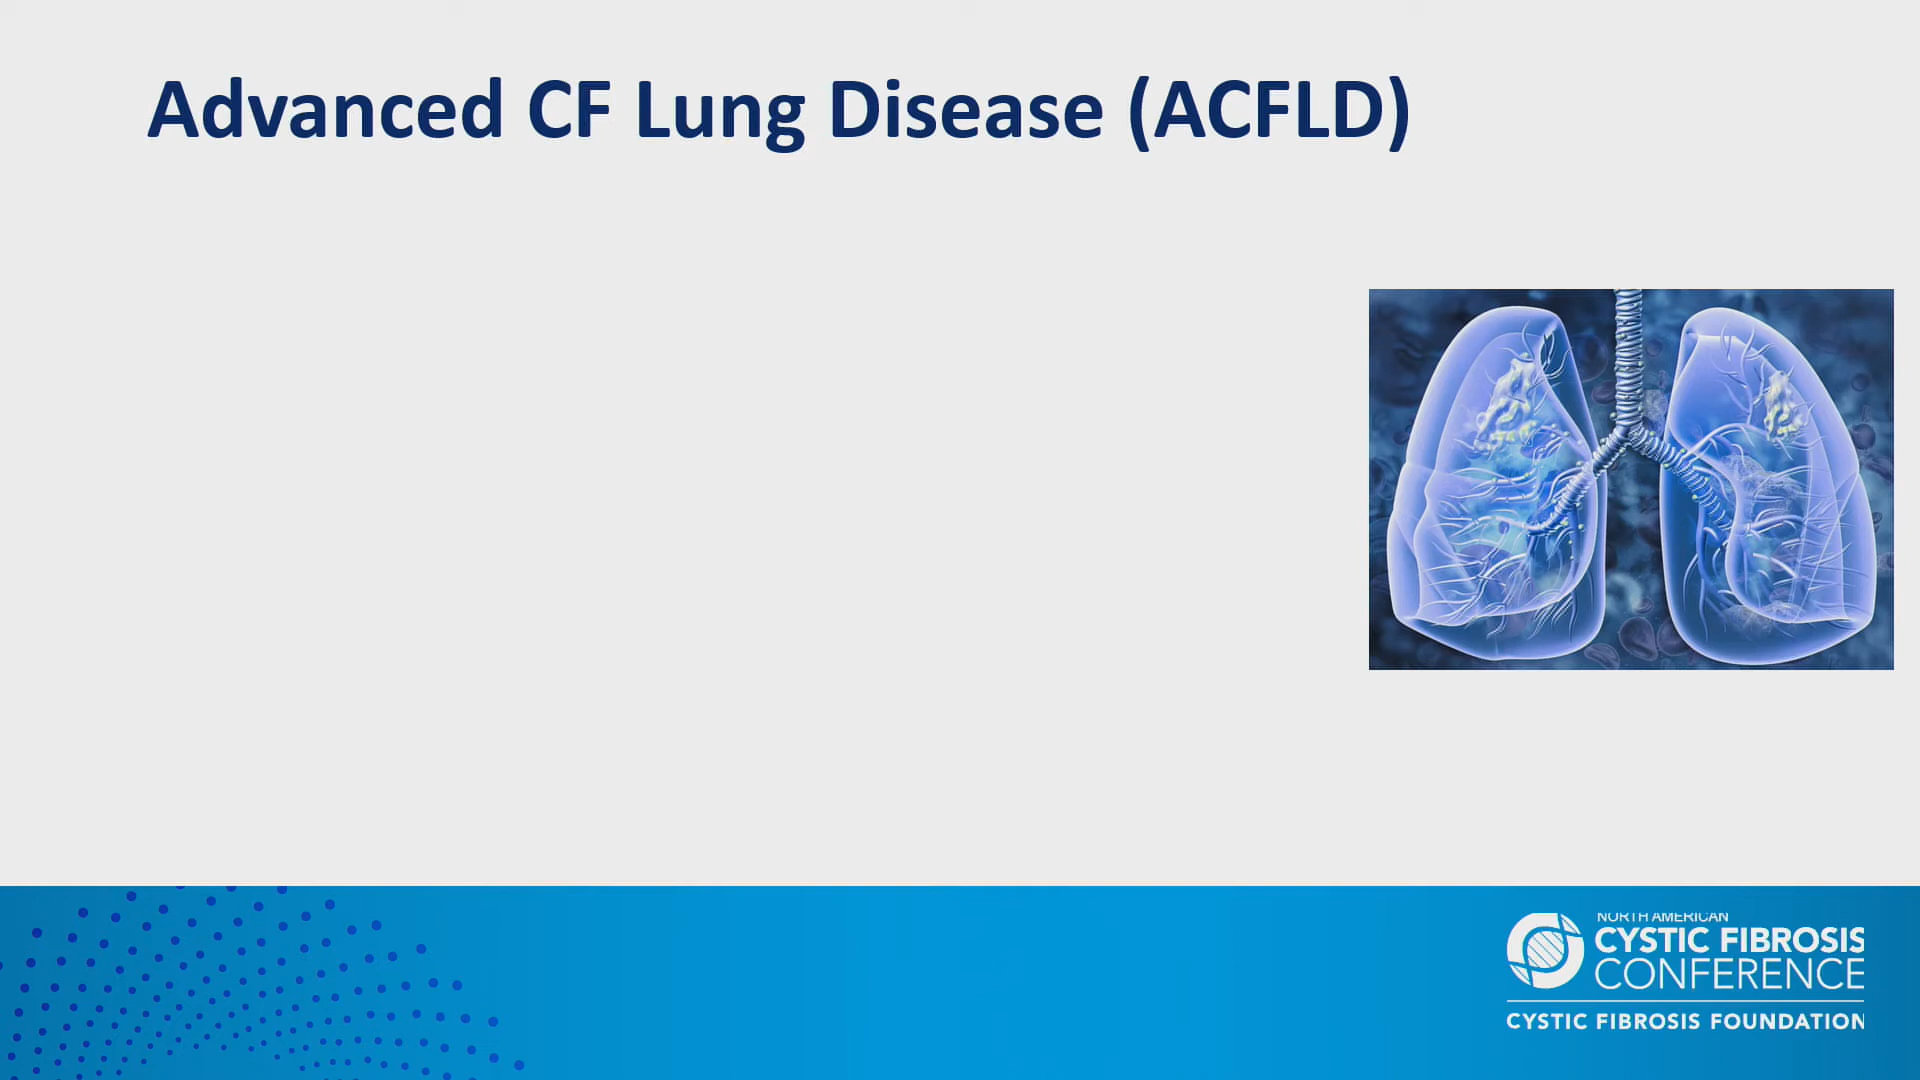 Advanced CF Lung Disease (ACFLD)
NORTH AMERICAN
CYSTIC FIBROSIS
CONFERENCE
CYSTIC FIBROSIS FOUNDATION